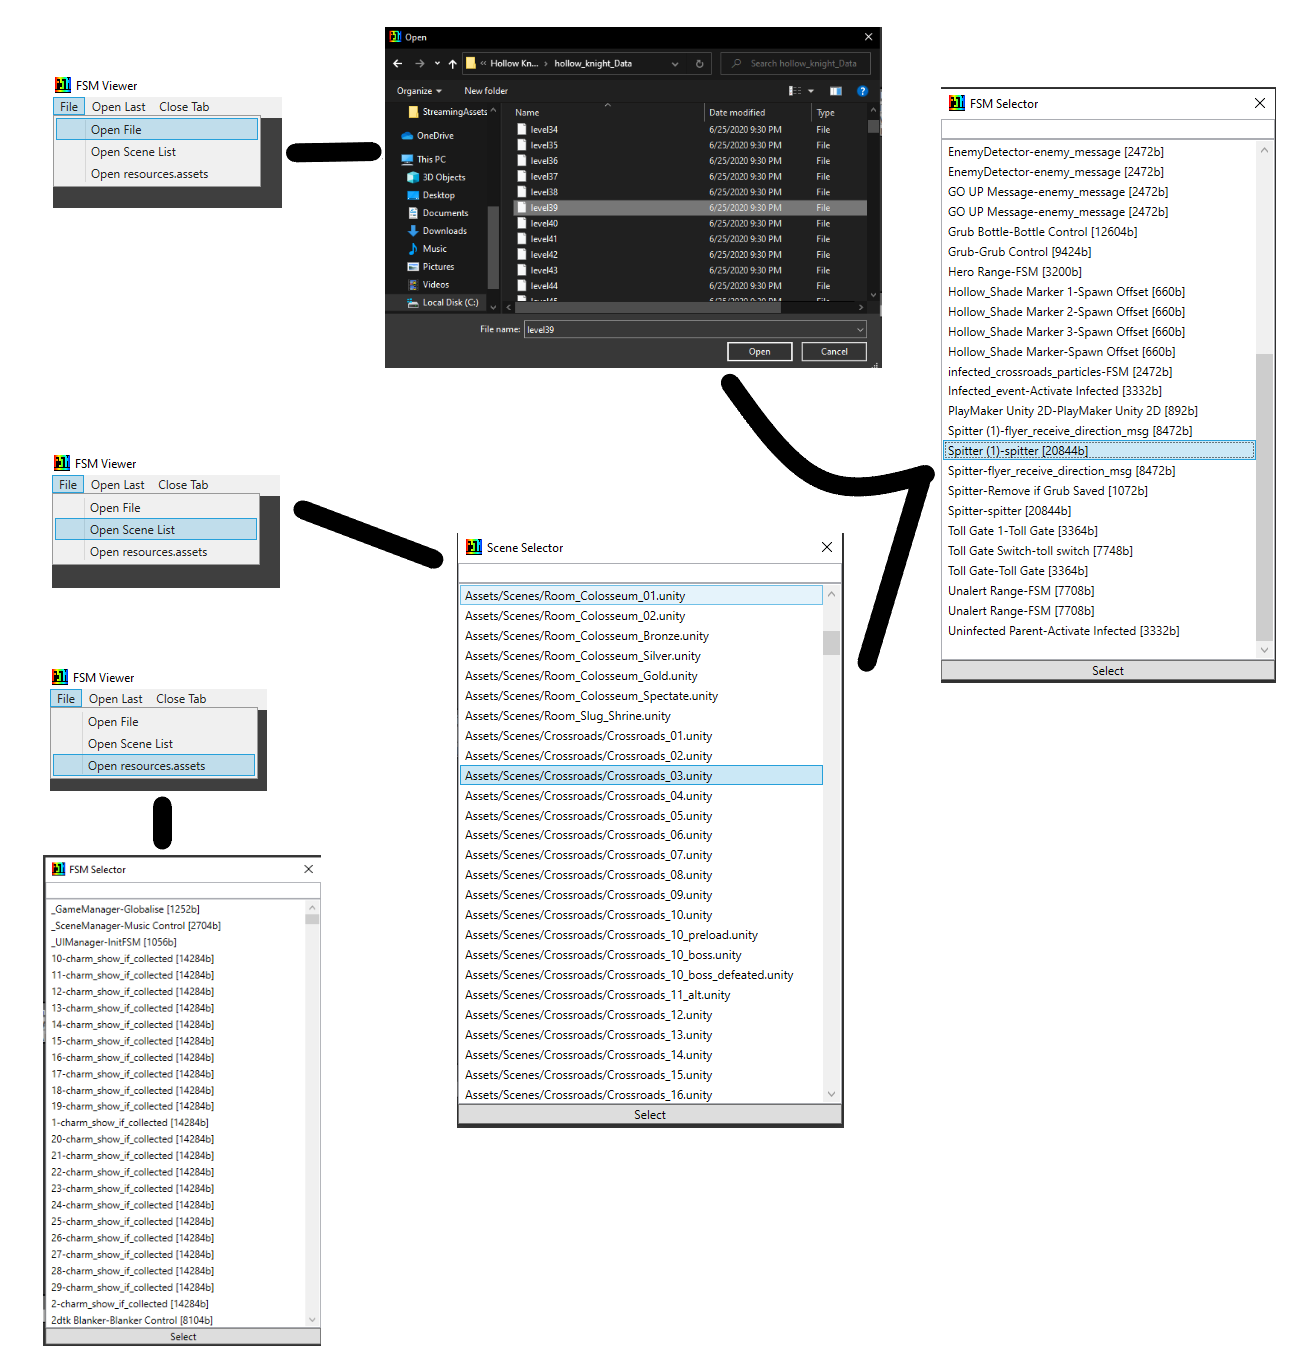 FSM Viewer
File Open Last Close Tab
Open File
Open Scene List
Open resources.assets
Open
« Hollow Kn... › hollow_knight_Data
Search hollow_knight_Data
Organize
New folder
StreamingAssets
OneDrive
This PC
3D Objects
Desktop
Documents
Downloads
Music
Pictures
Videos
Local Disk (C:)
Name Date modified Type
level34 6/25/2020 9:30 PM File
level35 6/25/2020 9:30 PM File
level36 6/25/2020 9:30 PM File
level37 6/25/2020 9:30 PM File
level38 6/25/2020 9:30 PM File
level39 6/25/2020 9:30 PM File
level40 6/25/2020 9:30 PM File
level41 6/25/2020 9:30 PM File
level42 6/25/2020 9:30 PM File
level43 6/25/2020 9:30 PM File
level44 6/25/2020 9:30 PM File
level45 6/25/2020 9:30 PM File
File name: level39
Open Cancel
FSM Selector
EnemyDetector-enemy_message [2472b]
EnemyDetector-enemy_message [2472b]
GO UP Message-enemy_message [2472b]
GO UP Message-enemy_message [2472b]
Grub Bottle-Bottle Control [12604b]
Grub-Grub Control [9424b]
Hero Range-FSM [3200b]
Hollow_Shade Marker 1-Spawn Offset [660b]
Hollow_Shade Marker 2-Spawn Offset [660b]
Hollow_Shade Marker 3-Spawn Offset [660b]
Hollow_Shade Marker-Spawn Offset [660b]
infected_crossroads_particles-FSM [2472b]
Infected_event-Activate Infected [3332b]
PlayMaker Unity 2D-PlayMaker Unity 2D [892b]
Spitter (1)-flyer_receive_direction_msg [8472b]
Spitter (1)-spitter [20844b]
Spitter-flyer_receive_direction_msg [8472b]
Spitter-Remove if Grub Saved [1072b]
Spitter-spitter [20844b]
Toll Gate 1-Toll Gate [3364b]
Toll Gate Switch-toll switch [7748b]
Toll Gate-Toll Gate [3364b]
Unalert Range-FSM [7708b]
Unalert Range-FSM [7708b]
Uninfected Parent-Activate Infected [3332b]
Select
FSM Viewer
File Open Last Close Tab
Open File
Open Scene List
Open resources.assets
Scene Selector
Assets/Scenes/Room_Colosseum_01.unity
Assets/Scenes/Room_Colosseum_02.unity
Assets/Scenes/Room_Colosseum_Bronze.unity
Assets/Scenes/Room_Colosseum_Silver.unity
Assets/Scenes/Room_Colosseum_Gold.unity
Assets/Scenes/Room_Colosseum_Spectate.unity
Assets/Scenes/Room_Slug_Shrine.unity
Assets/Scenes/Crossroads/Crossroads_01.unity
Assets/Scenes/Crossroads/Crossroads_02.unity
Assets/Scenes/Crossroads/Crossroads_03.unity
Assets/Scenes/Crossroads/Crossroads_04.unity
Assets/Scenes/Crossroads/Crossroads_05.unity
Assets/Scenes/Crossroads/Crossroads_06.unity
Assets/Scenes/Crossroads/Crossroads_07.unity
Assets/Scenes/Crossroads/Crossroads_08.unity
Assets/Scenes/Crossroads/Crossroads_09.unity
Assets/Scenes/Crossroads/Crossroads_10.unity
Assets/Scenes/Crossroads/Crossroads_10_preload.unity
Assets/Scenes/Crossroads/Crossroads_10_boss.unity
Assets/Scenes/Crossroads/Crossroads_10_boss_defeated.unity
Assets/Scenes/Crossroads/Crossroads_11_alt.unity
Assets/Scenes/Crossroads/Crossroads_12.unity
Assets/Scenes/Crossroads/Crossroads_13.unity
Assets/Scenes/Crossroads/Crossroads_14.unity
Assets/Scenes/Crossroads/Crossroads_15.unity
Assets/Scenes/Crossroads/Crossroads_16.unity
Select
FSM Viewer
File Open Last Close Tab
Open File
Open Scene List
Open resources.assets
FSM Selector
_GameManager-Globalise [1252b]
_SceneManager-Music Control [2704b]
_UIManager-InitFSM [1056b]
10-charm_show_if_collected [14284b]
11-charm_show_if_collected [14284b]
12-charm_show_if_collected [14284b]
13-charm_show_if_collected [14284b]
14-charm_show_if_collected [14284b]
15-charm_show_if_collected [14284b]
16-charm_show_if_collected [14284b]
17-charm_show_if_collected [14284b]
18-charm_show_if_collected [14284b]
19-charm_show_if_collected [14284b]
1-charm_show_if_collected [14284b]
20-charm_show_if_collected [14284b]
21-charm_show_if_collected [14284b]
22-charm_show_if_collected [14284b]
23-charm_show_if_collected [14284b]
24-charm_show_if_collected [14284b]
25-charm_show_if_collected [14284b]
26-charm_show_if_collected [14284b]
27-charm_show_if_collected [14284b]
28-charm_show_if_collected [14284b]
29-charm_show_if_collected [14284b]
2-charm_show_if_collected [14284b]
2dtk Blanker-Blanker Control [8104b]
Select